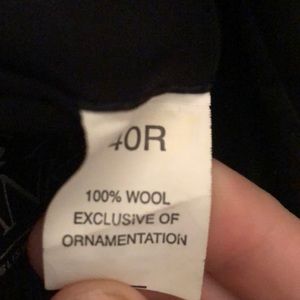 40R
100% WOOL
EXCLUSIVE OF
ORNAMENTATION